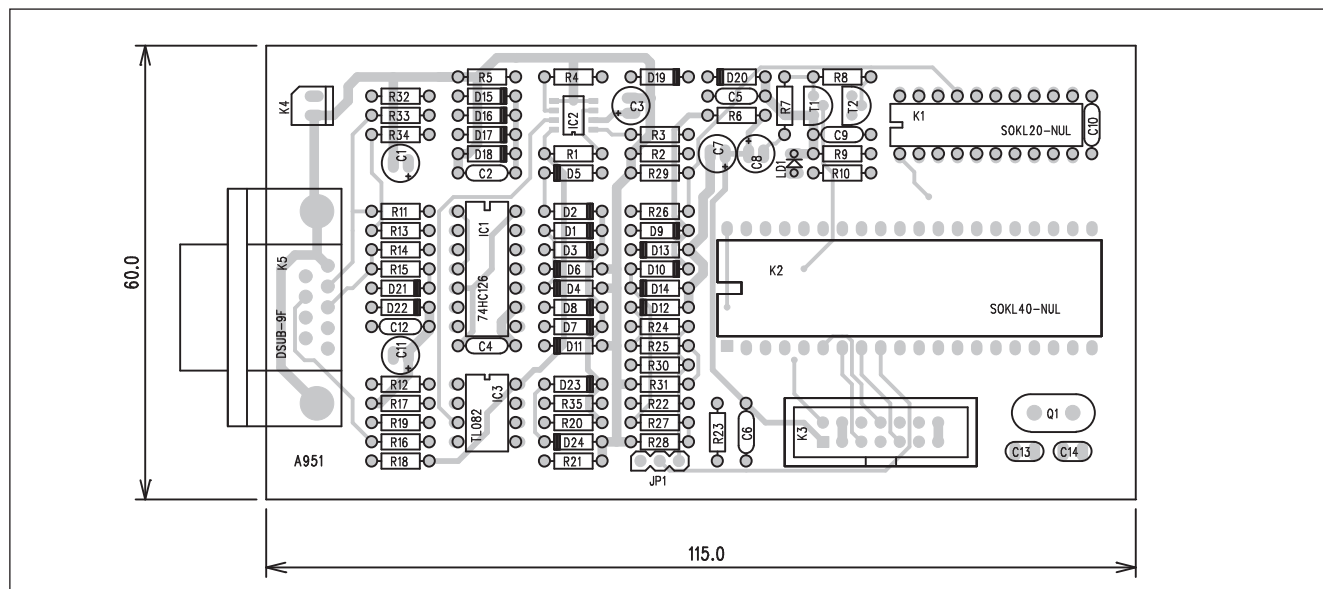 K4
R32
R33
R34
C1
R5
D15
D16
D17
D18
C2
R4
IC2
R1
D5
D19
C3
R3
R2
R29
D20
C5
R6
C7
C8
R7
LD1
R8
T1
T2
C9
R9
R10
K1
SOKL20-NUL
C10
K5
DSUB-9F
R11
R13
R14
R15
D21
D22
C12
C11
IC1
74HC126
C4
D2
D1
D3
D6
D4
D8
D7
D11
R26
D9
D13
D10
D14
D12
R24
R25
R30
K2
SOKL40-NUL
R12
R17
R19
R16
R18
IC3
TL082
D23
R35
R20
D24
R21
R31
R22
R27
R28
JP1
R23
C6
K3
Q1
C13
C14
A951
60.0
115.0